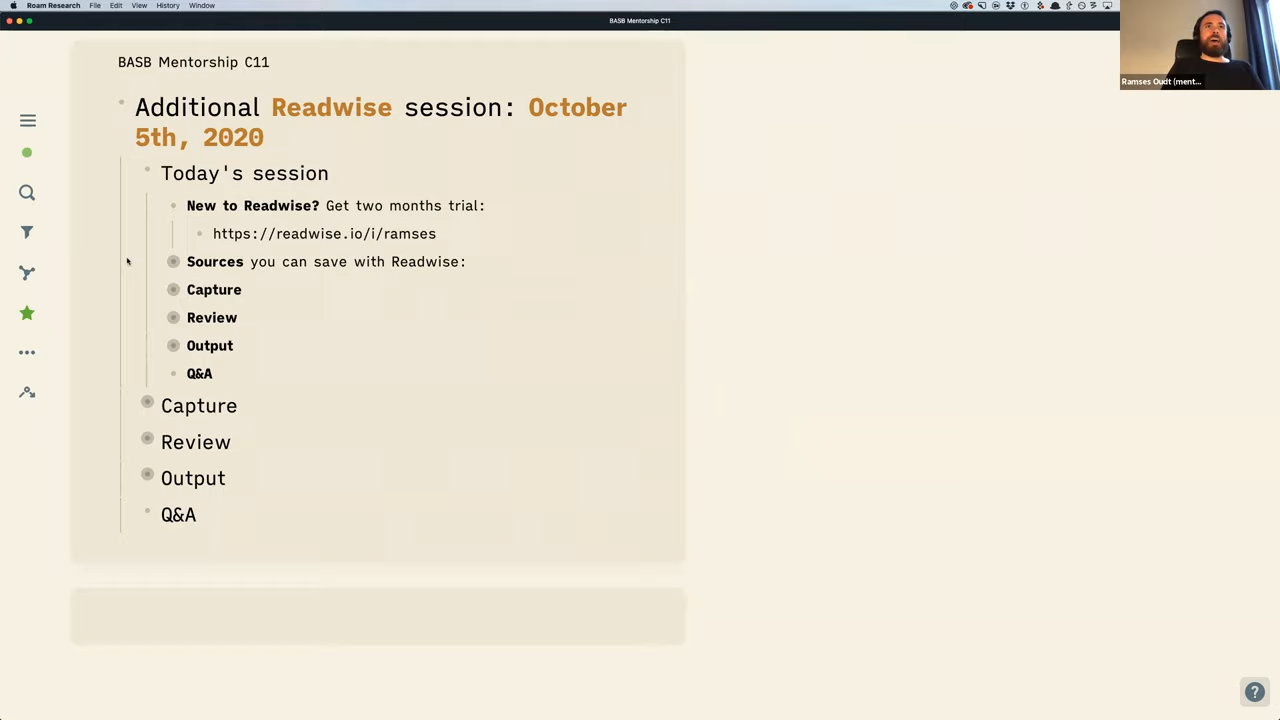 Roam Research File Edit View History Window
BASB Mentorship C11
Ramses Oudt (ment...
BASB Mentorship C11
Additional Readwise session: October
5th, 2020
Today's session
New to Readwise? Get two months trial:
https://readwise.io/i/ramses
Sources you can save with Readwise:
Capture
Review
Output
Q&A
Capture
Review
Output
Q&A
?